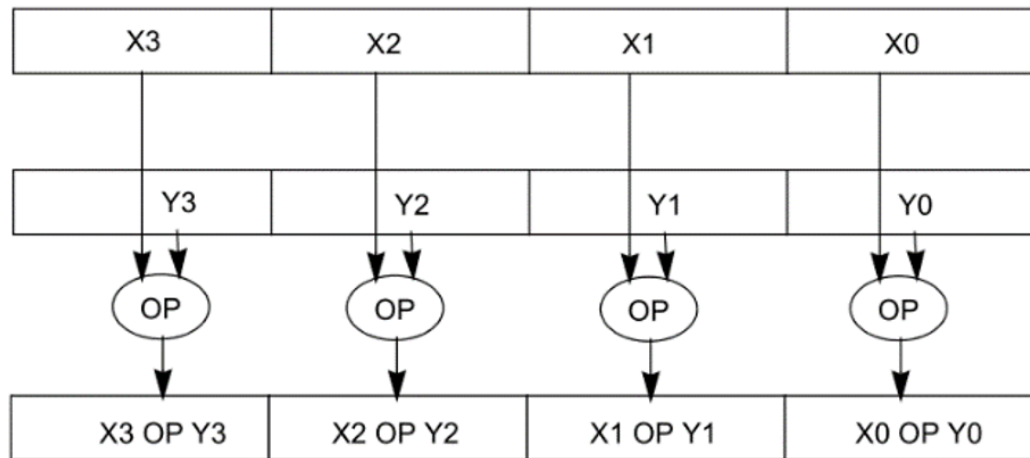 X3 X2 X1 X0
Y3 Y2 Y1 Y0
OP OP OP OP
X3 OP Y3 X2 OP Y2 X1 OP Y1 X0 OP Y0